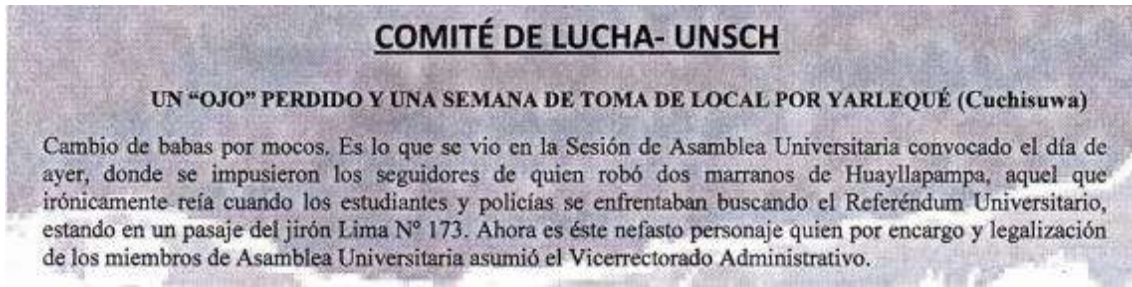 COMITÉ DE LUCHA- UNSCH
UN “OJO” PERDIDO Y UNA SEMANA DE TOMA DE LOCAL POR YARLEQUÉ (Cuchisuwa)
Cambio de babas por mocos. Es lo que se vio en la Sesión de Asamblea Universitaria convocado el día de
ayer, donde se impusieron los seguidores de quien robó dos marranos de Huayllapampa, aquel que
irónicamente reía cuando los estudiantes y policías se enfrentaban buscando el Referéndum Universitario,
estando en un pasaje del jirón Lima Nº 173. Ahora es éste nefasto personaje quien por encargo y legalización
de los miembros de Asamblea Universitaria asumió el Vicerrectorado Administrativo.